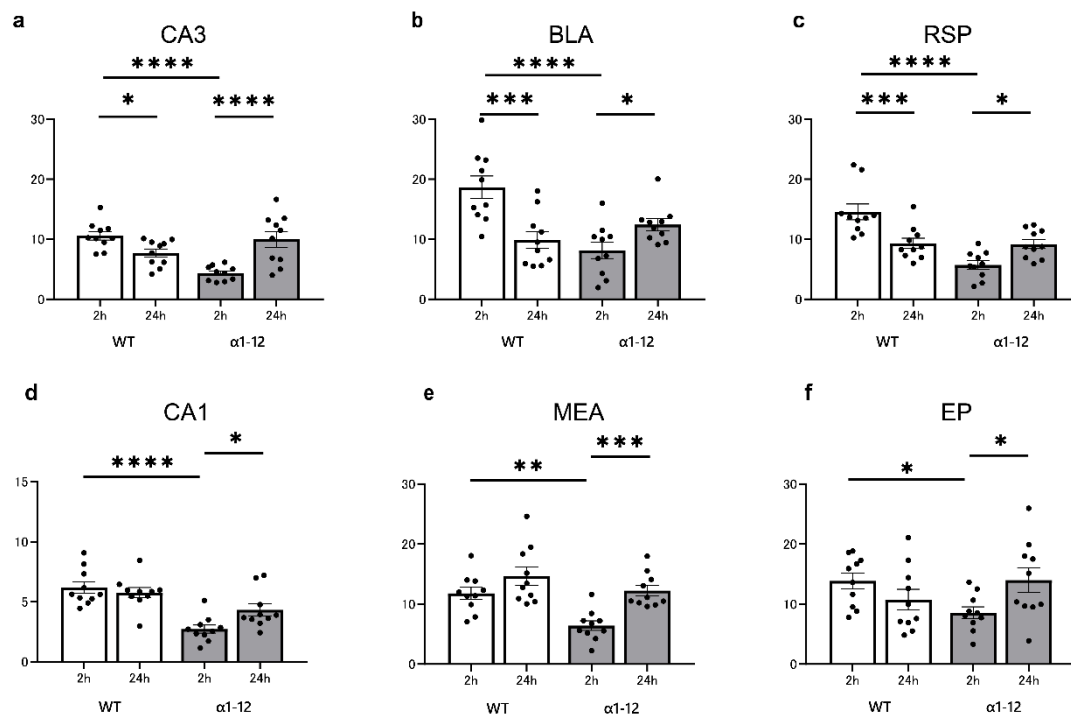 a
CA3
****
* ****
30
20
10
0
2h 24h 2h 24h
WT α1-12
b
BLA
****
*** *
30
20
10
0
2h 24h 2h 24h
WT α1-12
c
RSP
****
*** *
30
20
10
0
2h 24h 2h 24h
WT α1-12
d
CA1
*
****
15
10
5
0
2h 24h 2h 24h
WT α1-12
e
MEA
***
**
30
20
10
0
2h 24h 2h 24h
WT α1-12
f
EP
*
*
30
20
10
0
2h 24h 2h 24h
WT α1-12